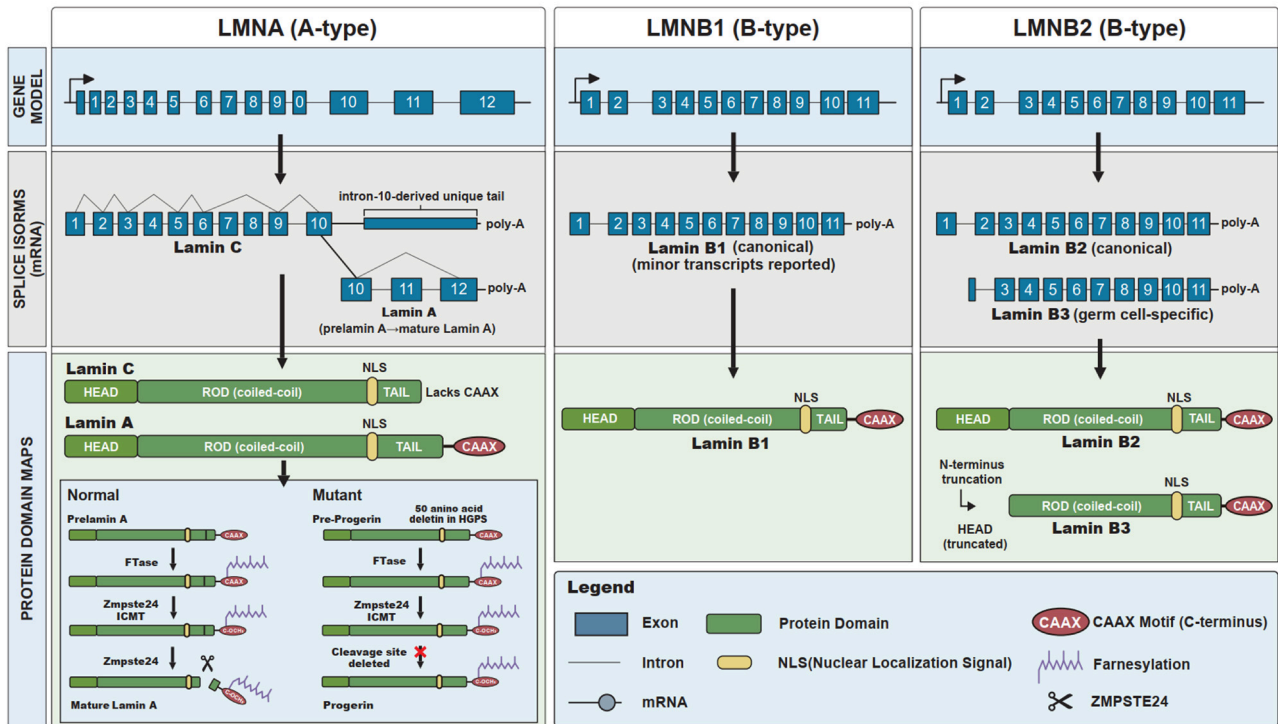 LMNA (A-type)
LMNB1 (B-type)
LMNB2 (B-type)
GENE
MODEL
1 2 3 4 5 6 7 8 9 0 10 11 12
1 2 3 4 5 6 7 8 9 10 11
1 2 3 4 5 6 7 8 9 10 11
SPLICE ISORMS
(mRNA)
intron-10-derived unique tail
1 2 3 4 5 6 7 8 9 10 poly-A
Lamin C
10 11 12 poly-A
Lamin A
(prelamin A→mature Lamin A)
1 2 3 4 5 6 7 8 9 10 11 poly-A
Lamin B1 (canonical)
(minor transcripts reported)
1 2 3 4 5 6 7 8 9 10 11 poly-A
Lamin B2 (canonical)
3 4 5 6 7 8 9 10 11 poly-A
Lamin B3 (germ cell-specific)
PROTEIN DOMAIN MAPS
Lamin C
NLS
HEAD ROD (coiled-coil) TAIL Lacks CAAX
Lamin A
NLS
HEAD ROD (coiled-coil) TAIL CAAX
Normal
Prelamin A
CAAX
FTase
CAAX
Zmpste24
ICMT
C-OCH₃
Zmpste24
C-OCH₃
Mature Lamin A
Mutant
Pre-Progerin
50 anino acid
deletin in HGPS
CAAX
FTase
CAAX
Zmpste24
ICMT
C-OCH₃
Cleavage site
deleted
C-OCH₃
Progerin
NLS
HEAD ROD (coiled-coil) TAIL CAAX
Lamin B1
NLS
HEAD ROD (coiled-coil) TAIL CAAX
Lamin B2
N-terminus
truncation
HEAD
(truncated)
NLS
ROD (coiled-coil) TAIL CAAX
Lamin B3
Legend
Exon
Protein Domain
CAAX CAAX Motif (C-terminus)
Intron
NLS(Nuclear Localization Signal)
Farnesylation
mRNA
ZMPSTE24